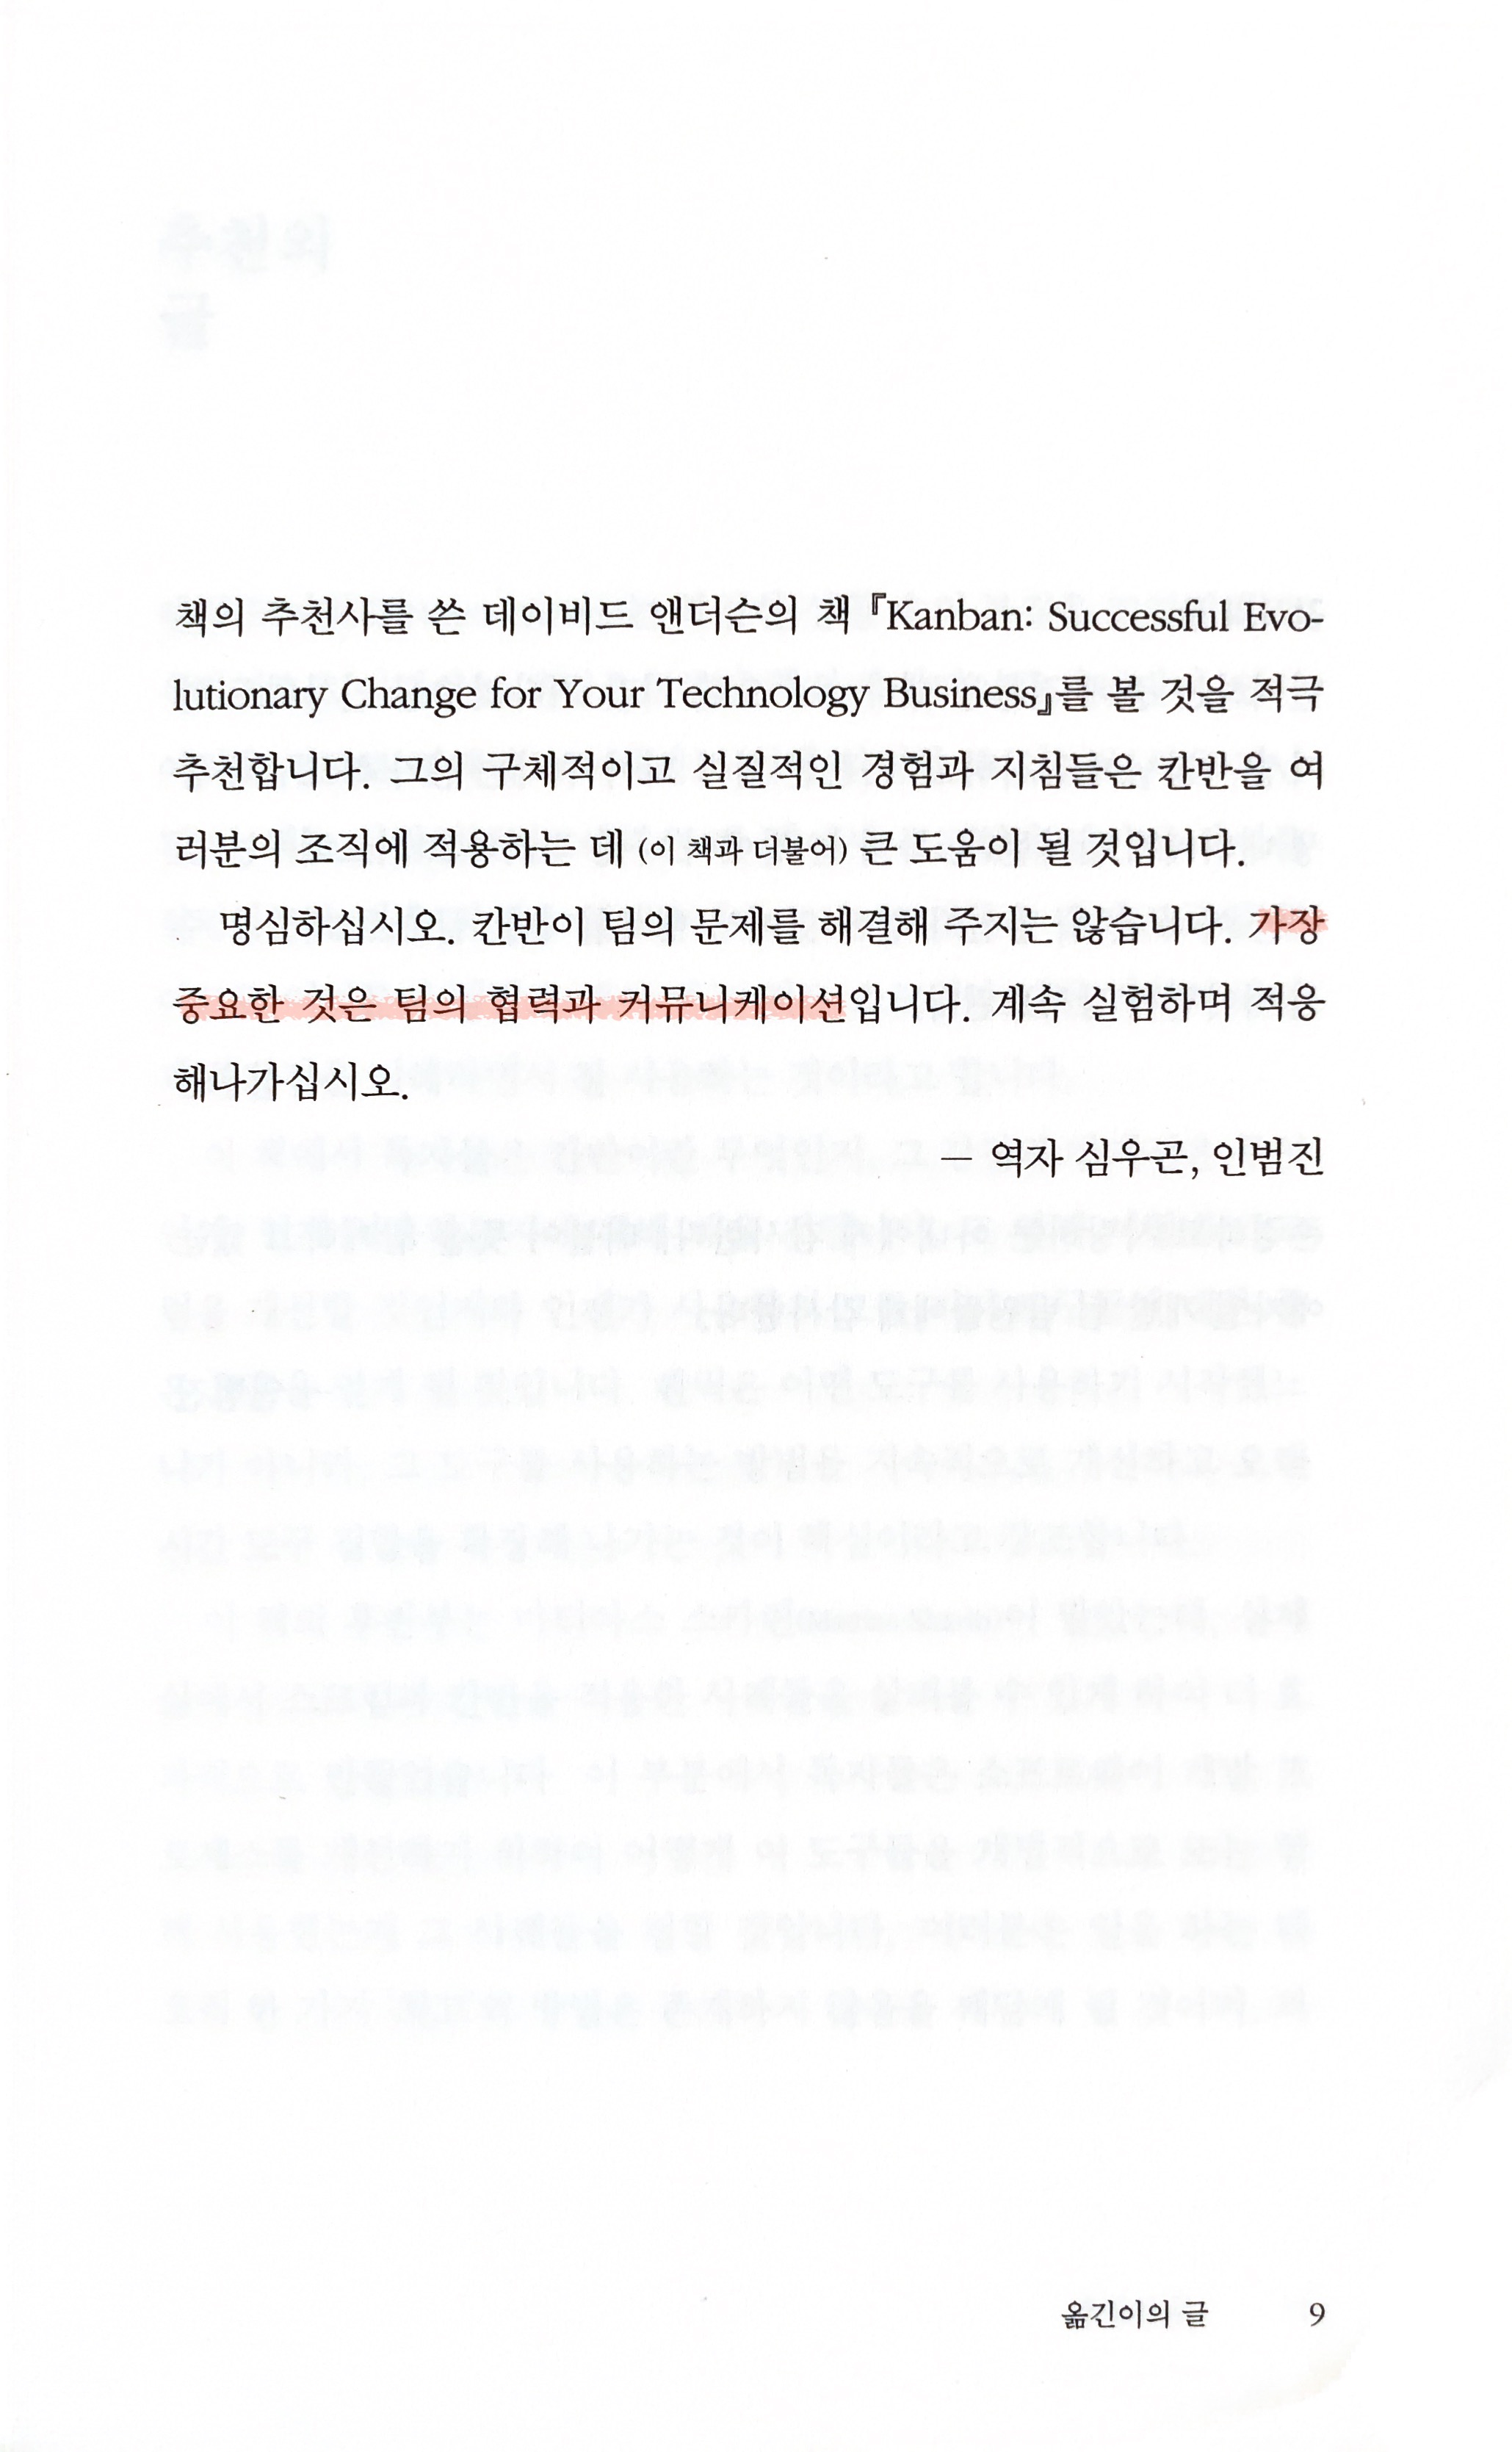 책의 추천사를 쓴 데이비드 앤더슨의 책 『Kanban: Successful Evo-
lutionary Change for Your Technology Business』를 볼 것을 적극
추천합니다. 그의 구체적이고 실질적인 경험과 지침들은 칸반을 여
러분의 조직에 적용하는 데 (이 책과 더불어) 큰 도움이 될 것입니다.
명심하십시오. 칸반이 팀의 문제를 해결해 주지는 않습니다. 가장
중요한 것은 팀의 협력과 커뮤니케이션입니다. 계속 실험하며 적응
해나가십시오.
– 역자 심우곤, 인범진
옮긴이의 글 9